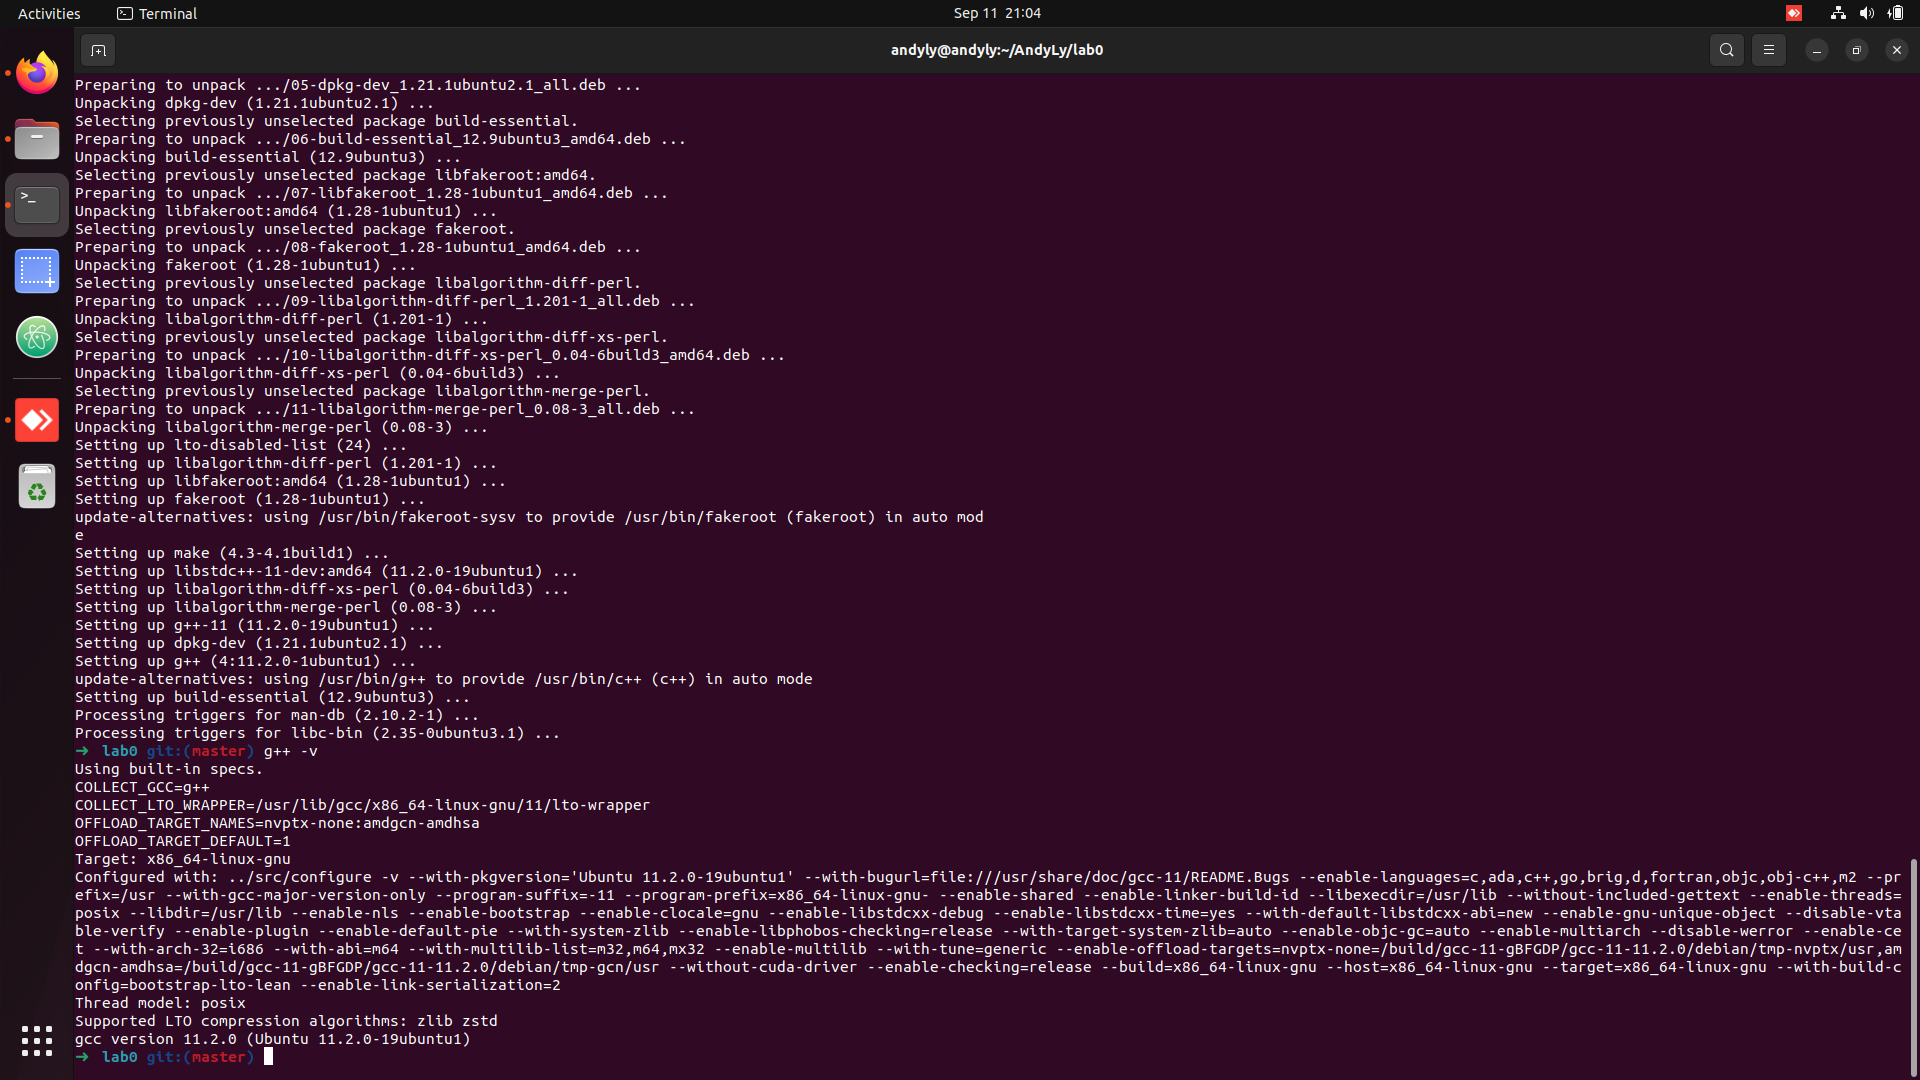 Activities
Terminal
Sep 11 21:04
andyly@andyly:~/AndyLy/lab0
Preparing to unpack .../05-dpkg-dev_1.21.1ubuntu2.1_all.deb ...
Unpacking dpkg-dev (1.21.1ubuntu2.1) ...
Selecting previously unselected package build-essential.
Preparing to unpack .../06-build-essential_12.9ubuntu3_amd64.deb ...
Unpacking build-essential (12.9ubuntu3) ...
Selecting previously unselected package libfakeroot:amd64.
Preparing to unpack .../07-libfakeroot_1.28-1ubuntu1_amd64.deb ...
Unpacking libfakeroot:amd64 (1.28-1ubuntu1) ...
Selecting previously unselected package fakeroot.
Preparing to unpack .../08-fakeroot_1.28-1ubuntu1_amd64.deb ...
Unpacking fakeroot (1.28-1ubuntu1) ...
Selecting previously unselected package libalgorithm-diff-perl.
Preparing to unpack .../09-libalgorithm-diff-perl_1.201-1_all.deb ...
Unpacking libalgorithm-diff-perl (1.201-1) ...
Selecting previously unselected package libalgorithm-diff-xs-perl.
Preparing to unpack .../10-libalgorithm-diff-xs-perl_0.04-6build3_amd64.deb ...
Unpacking libalgorithm-diff-xs-perl (0.04-6build3) ...
Selecting previously unselected package libalgorithm-merge-perl.
Preparing to unpack .../11-libalgorithm-merge-perl_0.08-3_all.deb ...
Unpacking libalgorithm-merge-perl (0.08-3) ...
Setting up lto-disabled-list (24) ...
Setting up libalgorithm-diff-perl (1.201-1) ...
Setting up libfakeroot:amd64 (1.28-1ubuntu1) ...
Setting up fakeroot (1.28-1ubuntu1) ...
update-alternatives: using /usr/bin/fakeroot-sysv to provide /usr/bin/fakeroot (fakeroot) in auto mod
e
Setting up make (4.3-4.1build1) ...
Setting up libstdc++-11-dev:amd64 (11.2.0-19ubuntu1) ...
Setting up libalgorithm-diff-xs-perl (0.04-6build3) ...
Setting up libalgorithm-merge-perl (0.08-3) ...
Setting up g++-11 (11.2.0-19ubuntu1) ...
Setting up dpkg-dev (1.21.1ubuntu2.1) ...
Setting up g++ (4:11.2.0-1ubuntu1) ...
update-alternatives: using /usr/bin/g++ to provide /usr/bin/c++ (c++) in auto mode
Setting up build-essential (12.9ubuntu3) ...
Processing triggers for man-db (2.10.2-1) ...
Processing triggers for libc-bin (2.35-0ubuntu3.1) ...
➜ lab0 git:(master) g++ -v
Using built-in specs.
COLLECT_GCC=g++
COLLECT_LTO_WRAPPER=/usr/lib/gcc/x86_64-linux-gnu/11/lto-wrapper
OFFLOAD_TARGET_NAMES=nvptx-none:amdgcn-amdhsa
OFFLOAD_TARGET_DEFAULT=1
Target: x86_64-linux-gnu
Configured with: ../src/configure -v --with-pkgversion='Ubuntu 11.2.0-19ubuntu1' --with-bugurl=file:///usr/share/doc/gcc-11/README.Bugs --enable-languages=c,ada,c++,go,brig,d,fortran,objc,obj-c++,m2 --pr
efix=/usr --with-gcc-major-version-only --program-suffix=-11 --program-prefix=x86_64-linux-gnu- --enable-shared --enable-linker-build-id --libexecdir=/usr/lib --without-included-gettext --enable-threads=
posix --libdir=/usr/lib --enable-nls --enable-bootstrap --enable-clocale=gnu --enable-libstdcxx-debug --enable-libstdcxx-time=yes --with-default-libstdcxx-abi=new --enable-gnu-unique-object --disable-vta
ble-verify --enable-plugin --enable-default-pie --with-system-zlib --enable-libphobos-checking=release --with-target-system-zlib=auto --enable-objc-gc=auto --enable-multiarch --disable-werror --enable-ce
t --with-arch-32=i686 --with-abi=m64 --with-multilib-list=m32,m64,mx32 --enable-multilib --with-tune=generic --enable-offload-targets=nvptx-none=/build/gcc-11-gBFGDP/gcc-11-11.2.0/debian/tmp-nvptx/usr,am
dgcn-amdhsa=/build/gcc-11-gBFGDP/gcc-11-11.2.0/debian/tmp-gcn/usr --without-cuda-driver --enable-checking=release --build=x86_64-linux-gnu --host=x86_64-linux-gnu --target=x86_64-linux-gnu --with-build-c
onfig=bootstrap-lto-lean --enable-link-serialization=2
Thread model: posix
Supported LTO compression algorithms: zlib zstd
gcc version 11.2.0 (Ubuntu 11.2.0-19ubuntu1)
➜ lab0 git:(master)